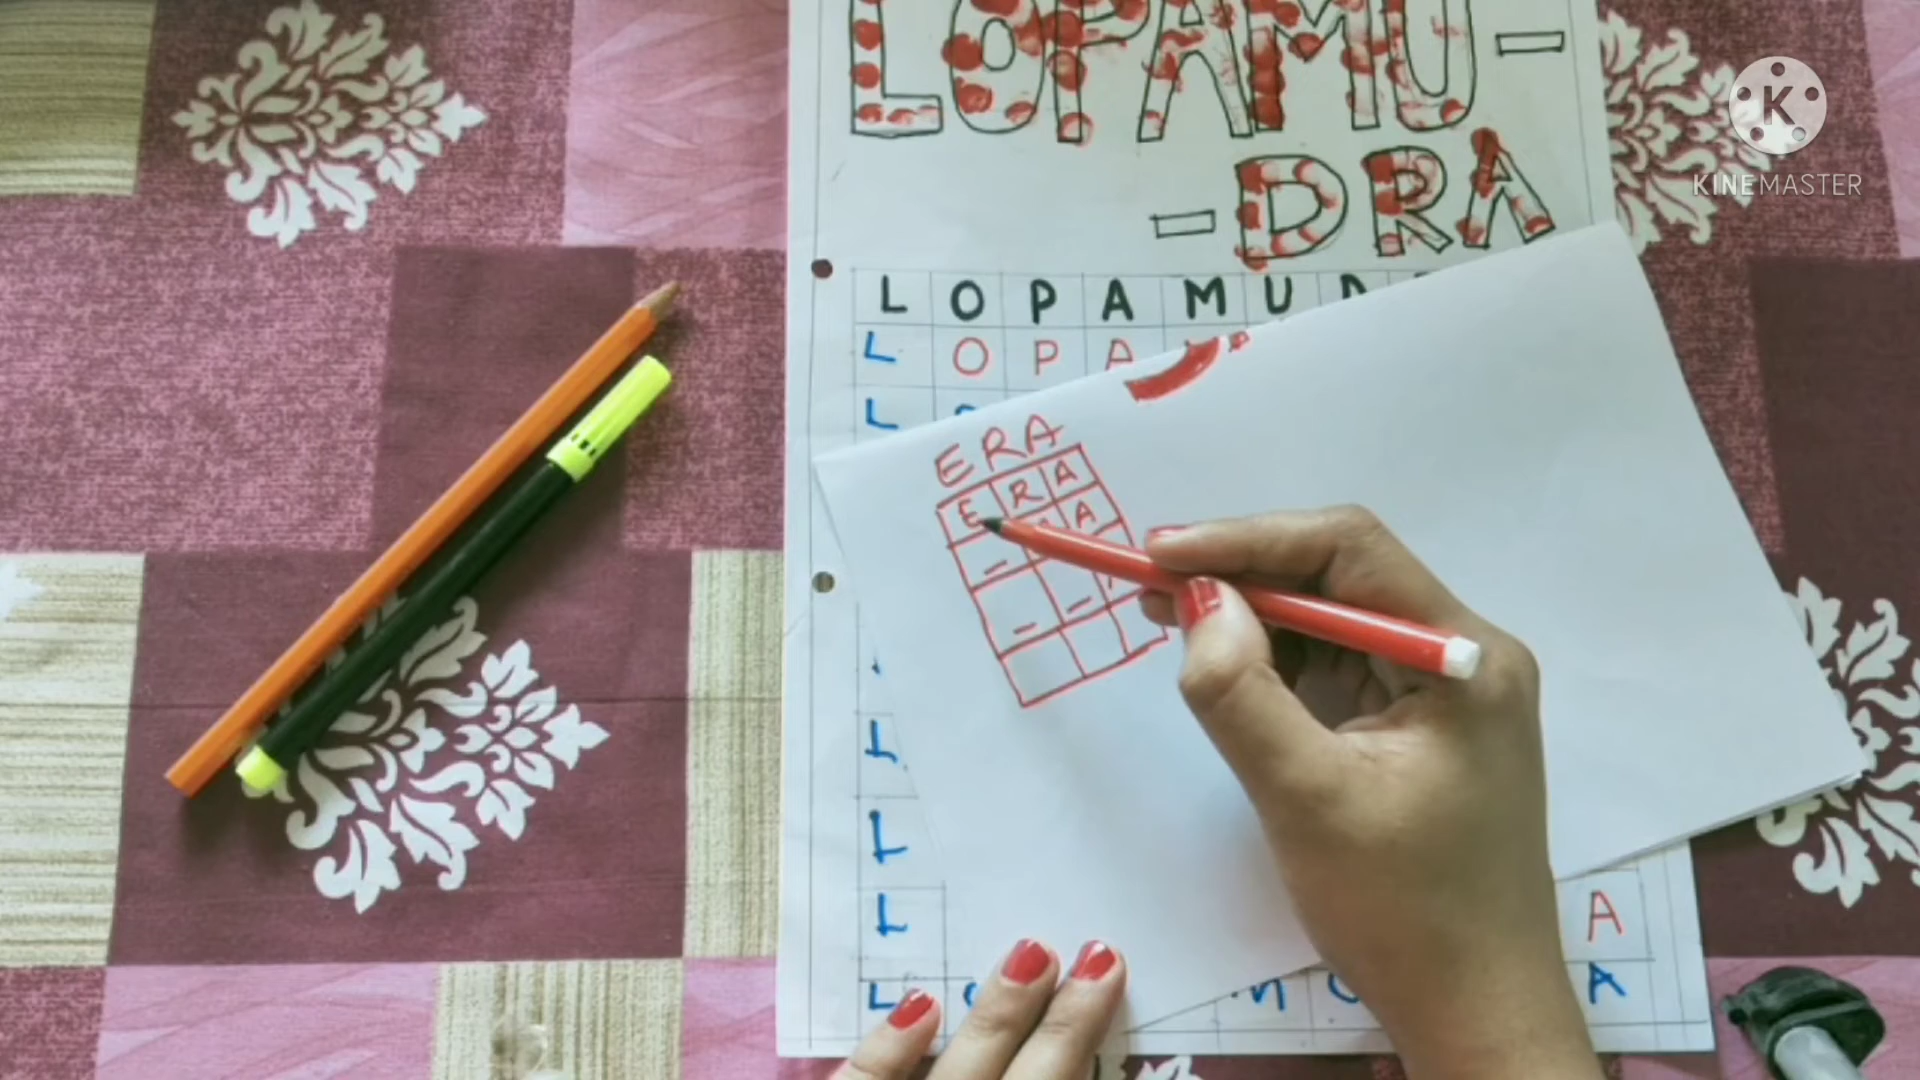 LOPAMU-
-DRA
KINEMASTER
L O P A M U D
L O P A
L
ERA
E R A
_ A
_ _
L
L
L A
L A